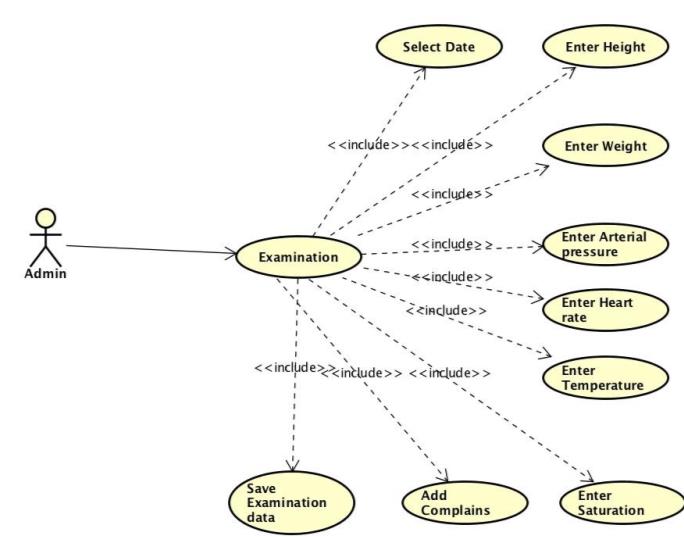 Select Date
Enter Height
<<include>><<include>>
Enter Weight
<<include>>
Enter Arterial
pressure
<<include>>
Admin
Examination
<<include>>
Enter Heart
rate
<<include>>
Enter
Temperature
<<include>>
<<include>>
<<include>>
Save
Examination
data
Add
Complains
Enter
Saturation